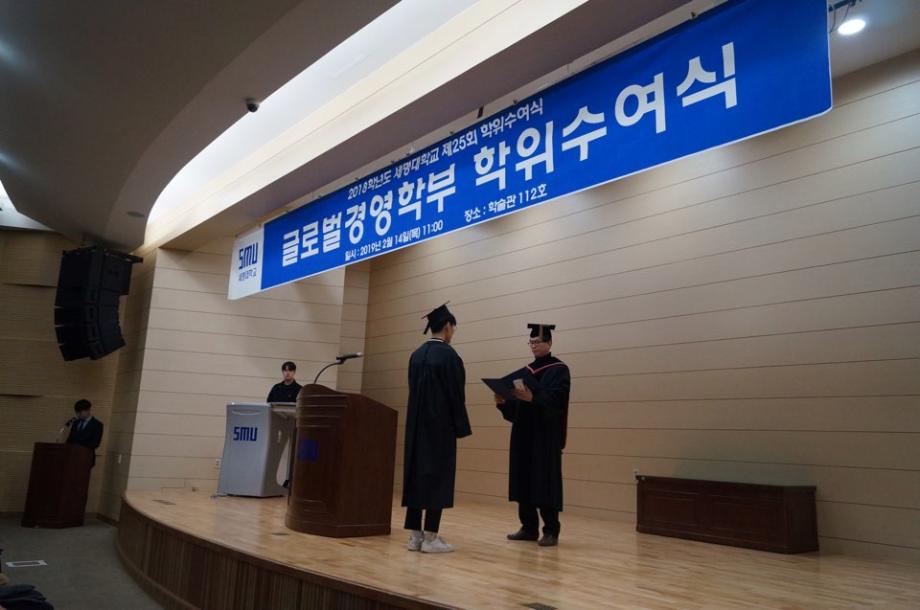 2018학년도 세명대학교 제25회 학위수여식
글로벌경영학부 학위수여식
일시 : 2019년 2월 14일(목) 11:00 장소 : 학술관 112호
SMU
세명대학교
SMU
SMU